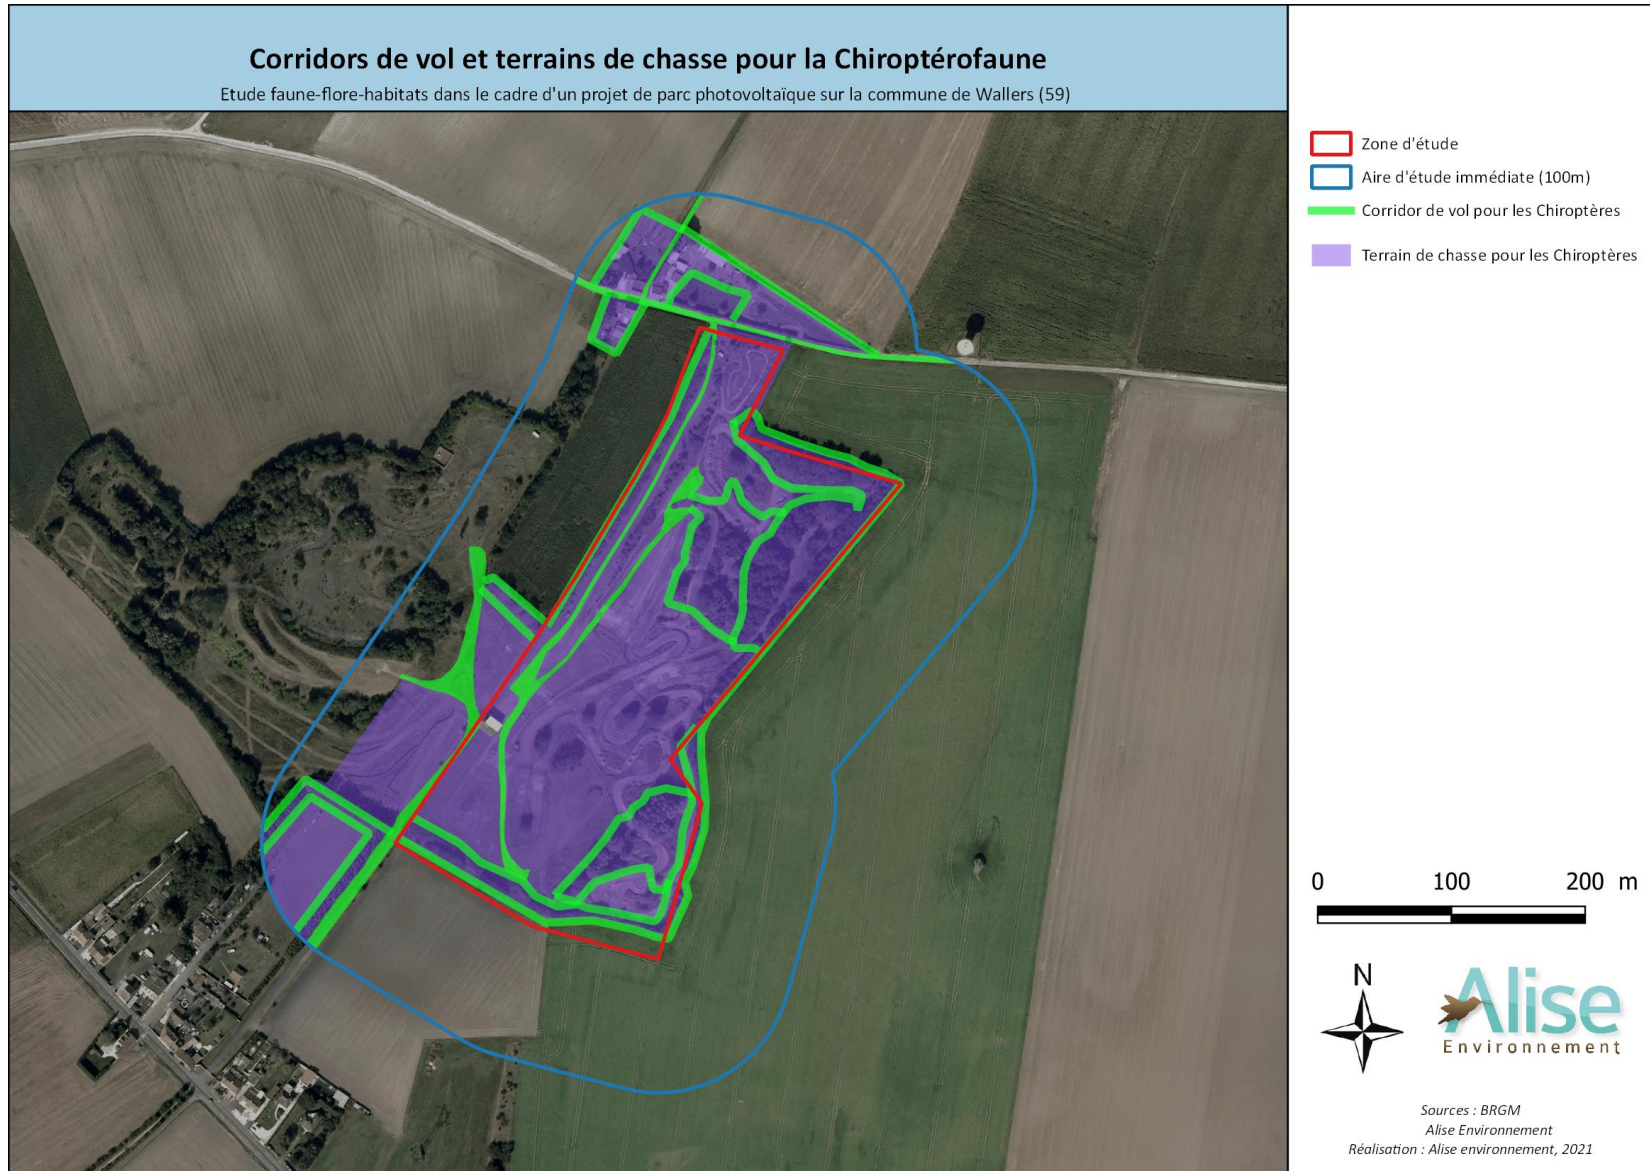 Corridors de vol et terrains de chasse pour la Chiroptérofaune
Etude faune-flore-habitats dans le cadre d'un projet de parc photovoltaïque sur la commune de Wallers (59)
Zone d'étude
Aire d'étude immédiate (100m)
Corridor de vol pour les Chiroptères
Terrain de chasse pour les Chiroptères
0 100 200 m
N
Alise
Environnement
Sources : BRGM
Alise Environnement
Réalisation : Alise environnement, 2021